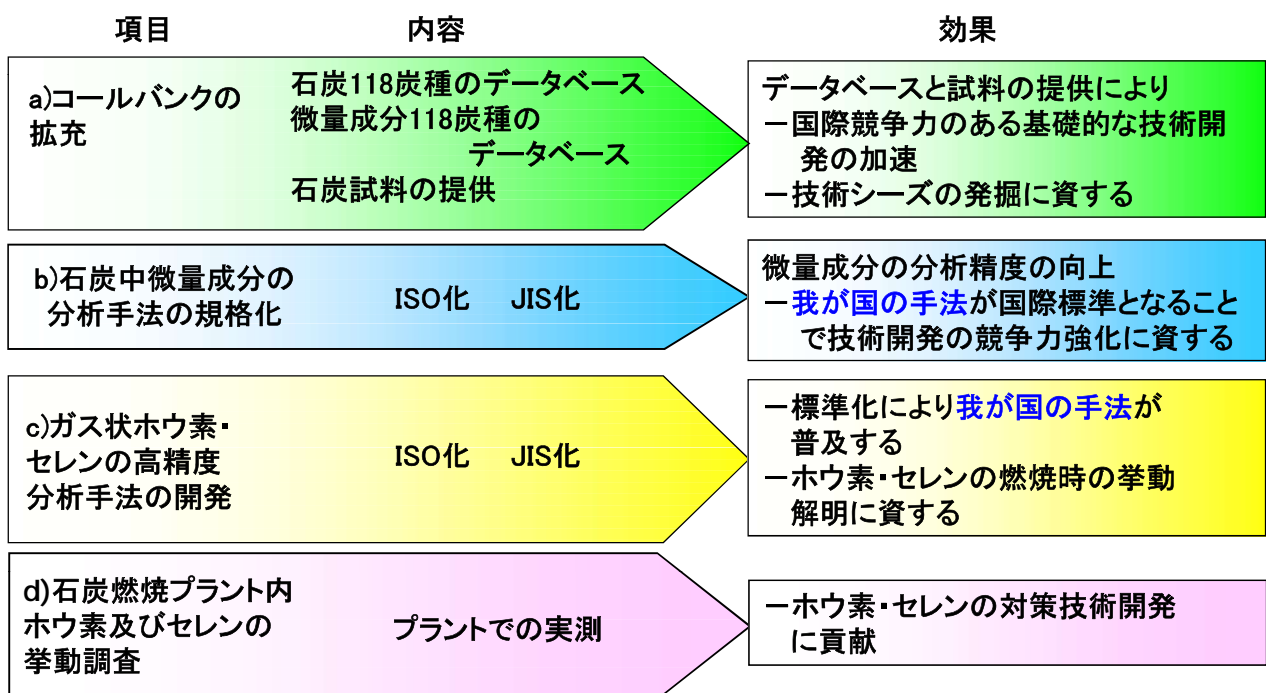 項目 内容 効果
a)コールバンクの
拡充
石炭118炭種のデータベース
微量成分118炭種の
データベース
石炭試料の提供
データベースと試料の提供により
－国際競争力のある基礎的な技術開
発の加速
－技術シーズの発掘に資する
b)石炭中微量成分の
分析手法の規格化
ISO化 JIS化
微量成分の分析精度の向上
－我が国の手法が国際標準となること
で技術開発の競争力強化に資する
c)ガス状ホウ素・
セレンの高精度
分析手法の開発
ISO化 JIS化
－標準化により我が国の手法が
普及する
－ホウ素・セレンの燃焼時の挙動
解明に資する
d)石炭燃焼プラント内
ホウ素及びセレンの
挙動調査
プラントでの実測
－ホウ素・セレンの対策技術開発
に貢献